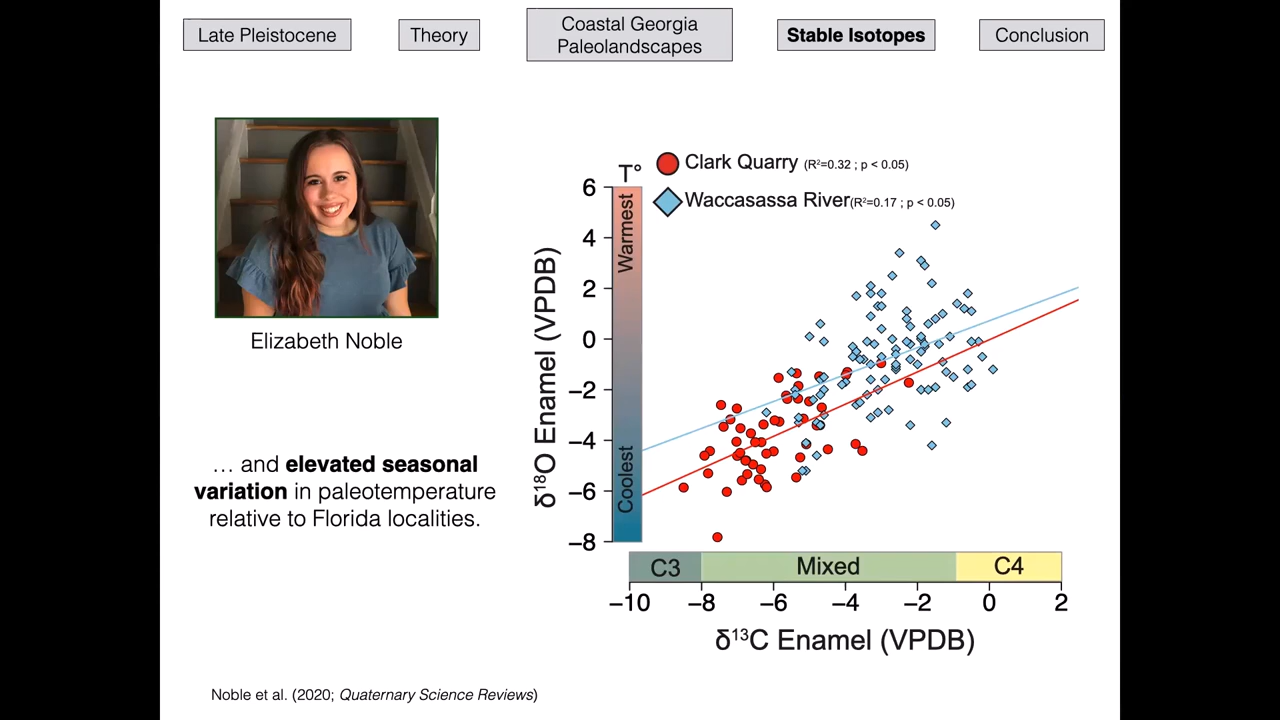 Late Pleistocene
Theory
Coastal Georgia
Paleolandscapes
Stable Isotopes
Conclusion
Elizabeth Noble
… and elevated seasonal
variation in paleotemperature
relative to Florida localities.
Clark Quarry (R²=0.32 ; p < 0.05)
Waccasassa River(R²=0.17 ; p < 0.05)
T°
Warmest
Coolest
6
4
2
0
−2
−4
−6
−8
δ¹⁸O Enamel (VPDB)
C3
Mixed
C4
−10 −8 −6 −4 −2 0 2
δ¹³C Enamel (VPDB)
Noble et al. (2020; Quaternary Science Reviews)